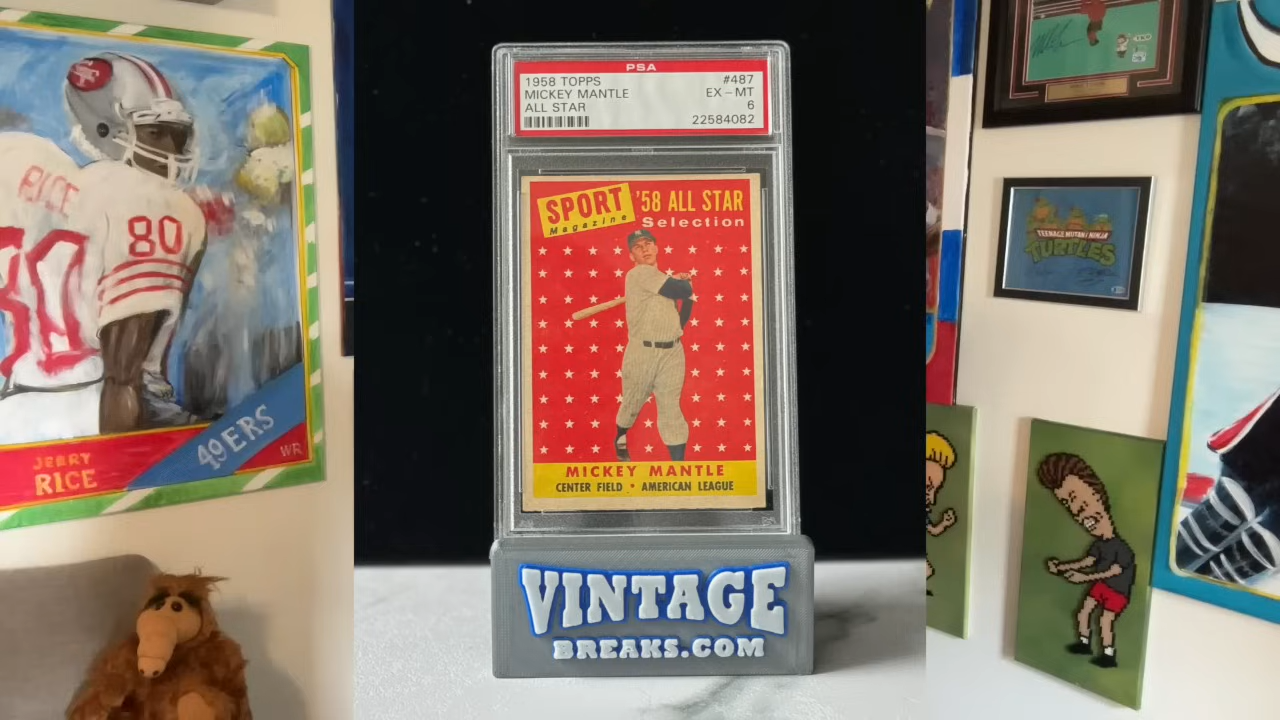 RICE
80
80
49ERS
WR
JERRY
RICE
PSA
1958 TOPPS #487
MICKEY MANTLE EX-MT
ALL STAR 6
22584082
SPORT
Magazine
'58 ALL STAR
Selection
MICKEY MANTLE
CENTER FIELD • AMERICAN LEAGUE
VINTAGE
BREAKS.COM
TEENAGE MUTANT NINJA
TURTLES